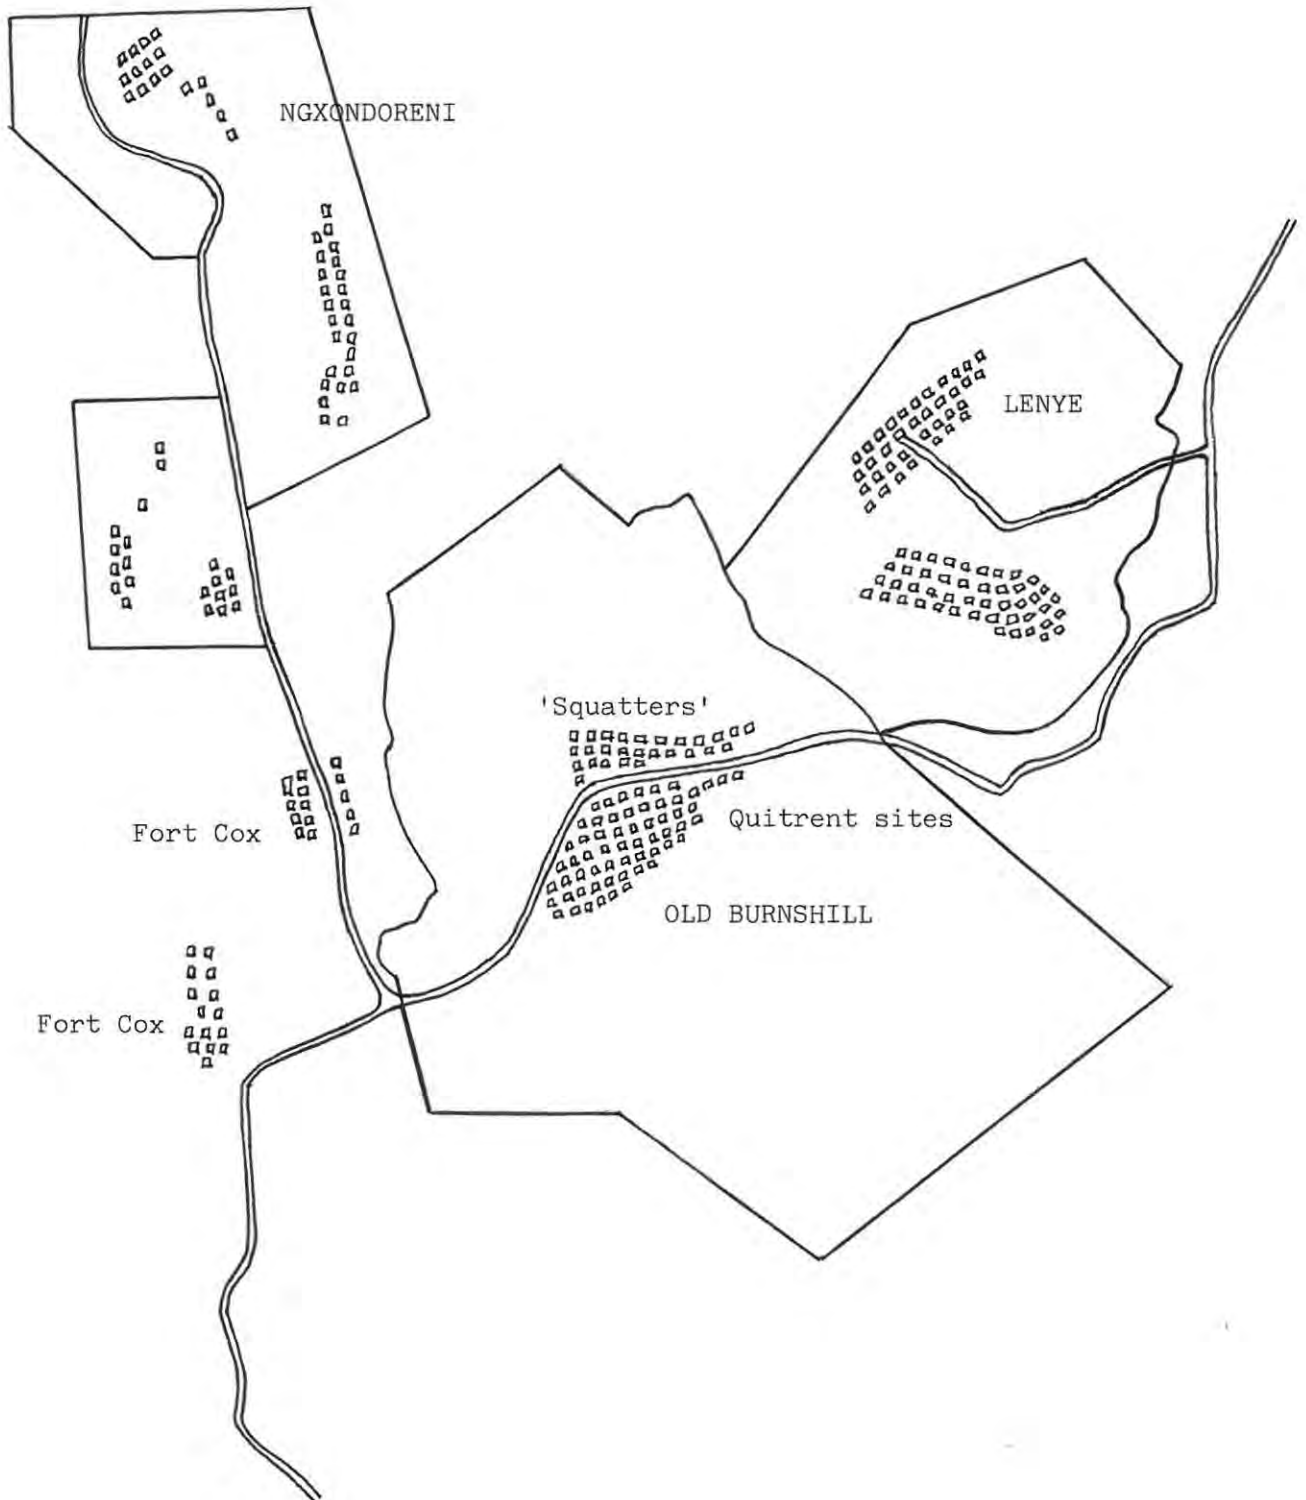 NGXONDORENI
LENYE
'Squatters'
Quitrent sites
Fort Cox
OLD BURNSHILL
Fort Cox